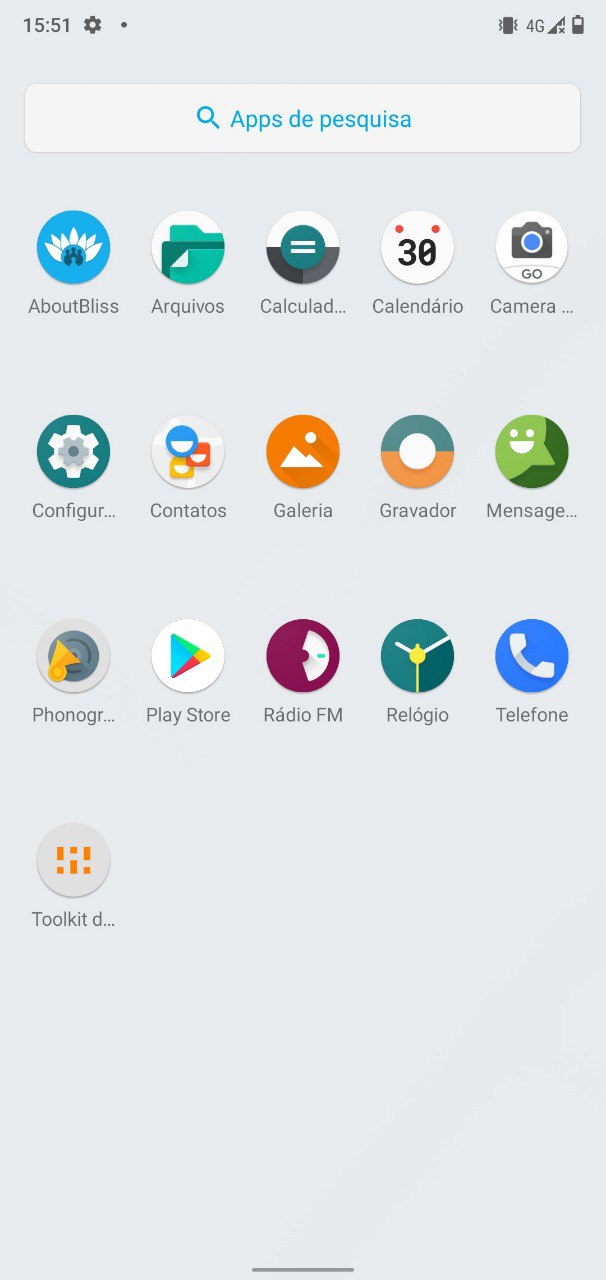 15:51
4G
Apps de pesquisa
30
GO
AboutBliss
Arquivos
Calculad...
Calendário
Camera ...
Configur...
Contatos
Galeria
Gravador
Mensage...
Phonogr...
Play Store
Rádio FM
Relógio
Telefone
Toolkit d...